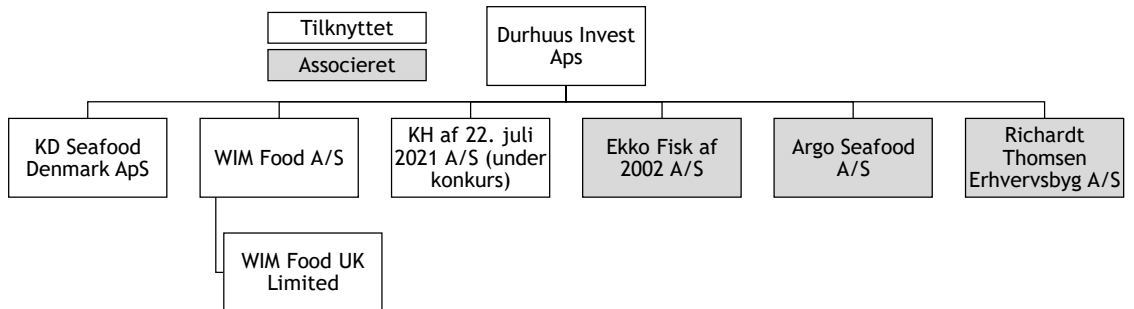 Tilknyttet
Associeret
Durhuus Invest
Aps
KD Seafood
Denmark ApS
WIM Food A/S
KH af 22. juli
2021 A/S (under
konkurs)
Ekko Fisk af
2002 A/S
Argo Seafood
A/S
Richardt
Thomsen
Erhvervsbyg A/S
WIM Food UK
Limited